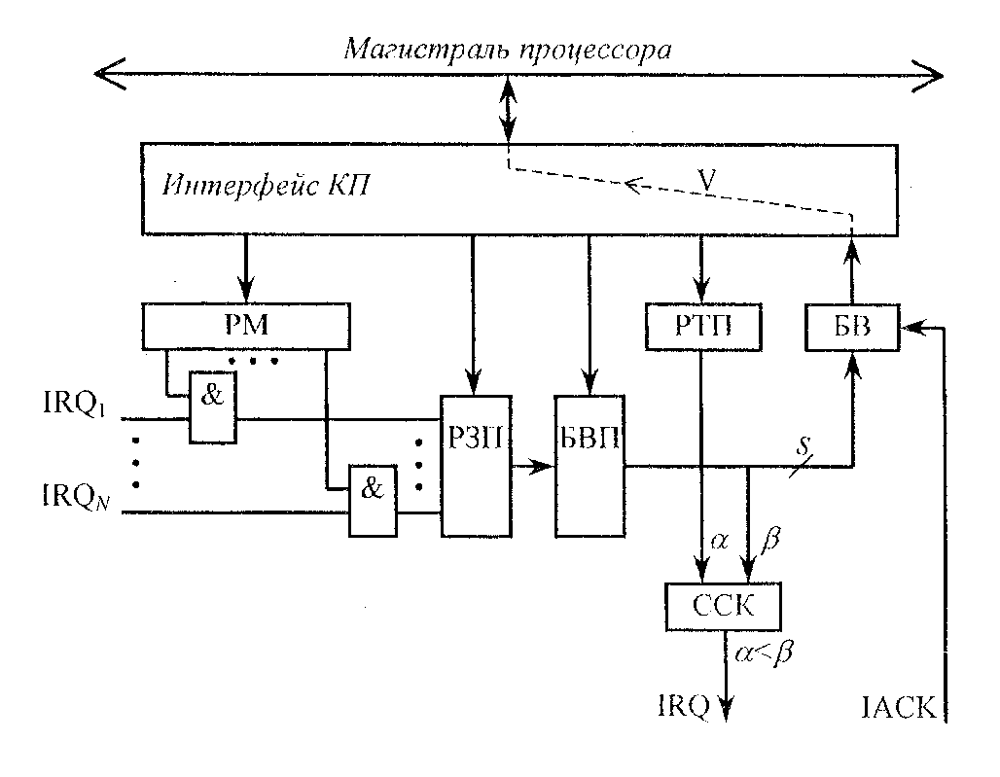 Магистраль процессора
Интерфейс КП
V
РМ
РТП
БВ
&
IRQ1
РЗП
БВП
s
&
IRQN
α
β
ССК
α<β
IRQ
IACK